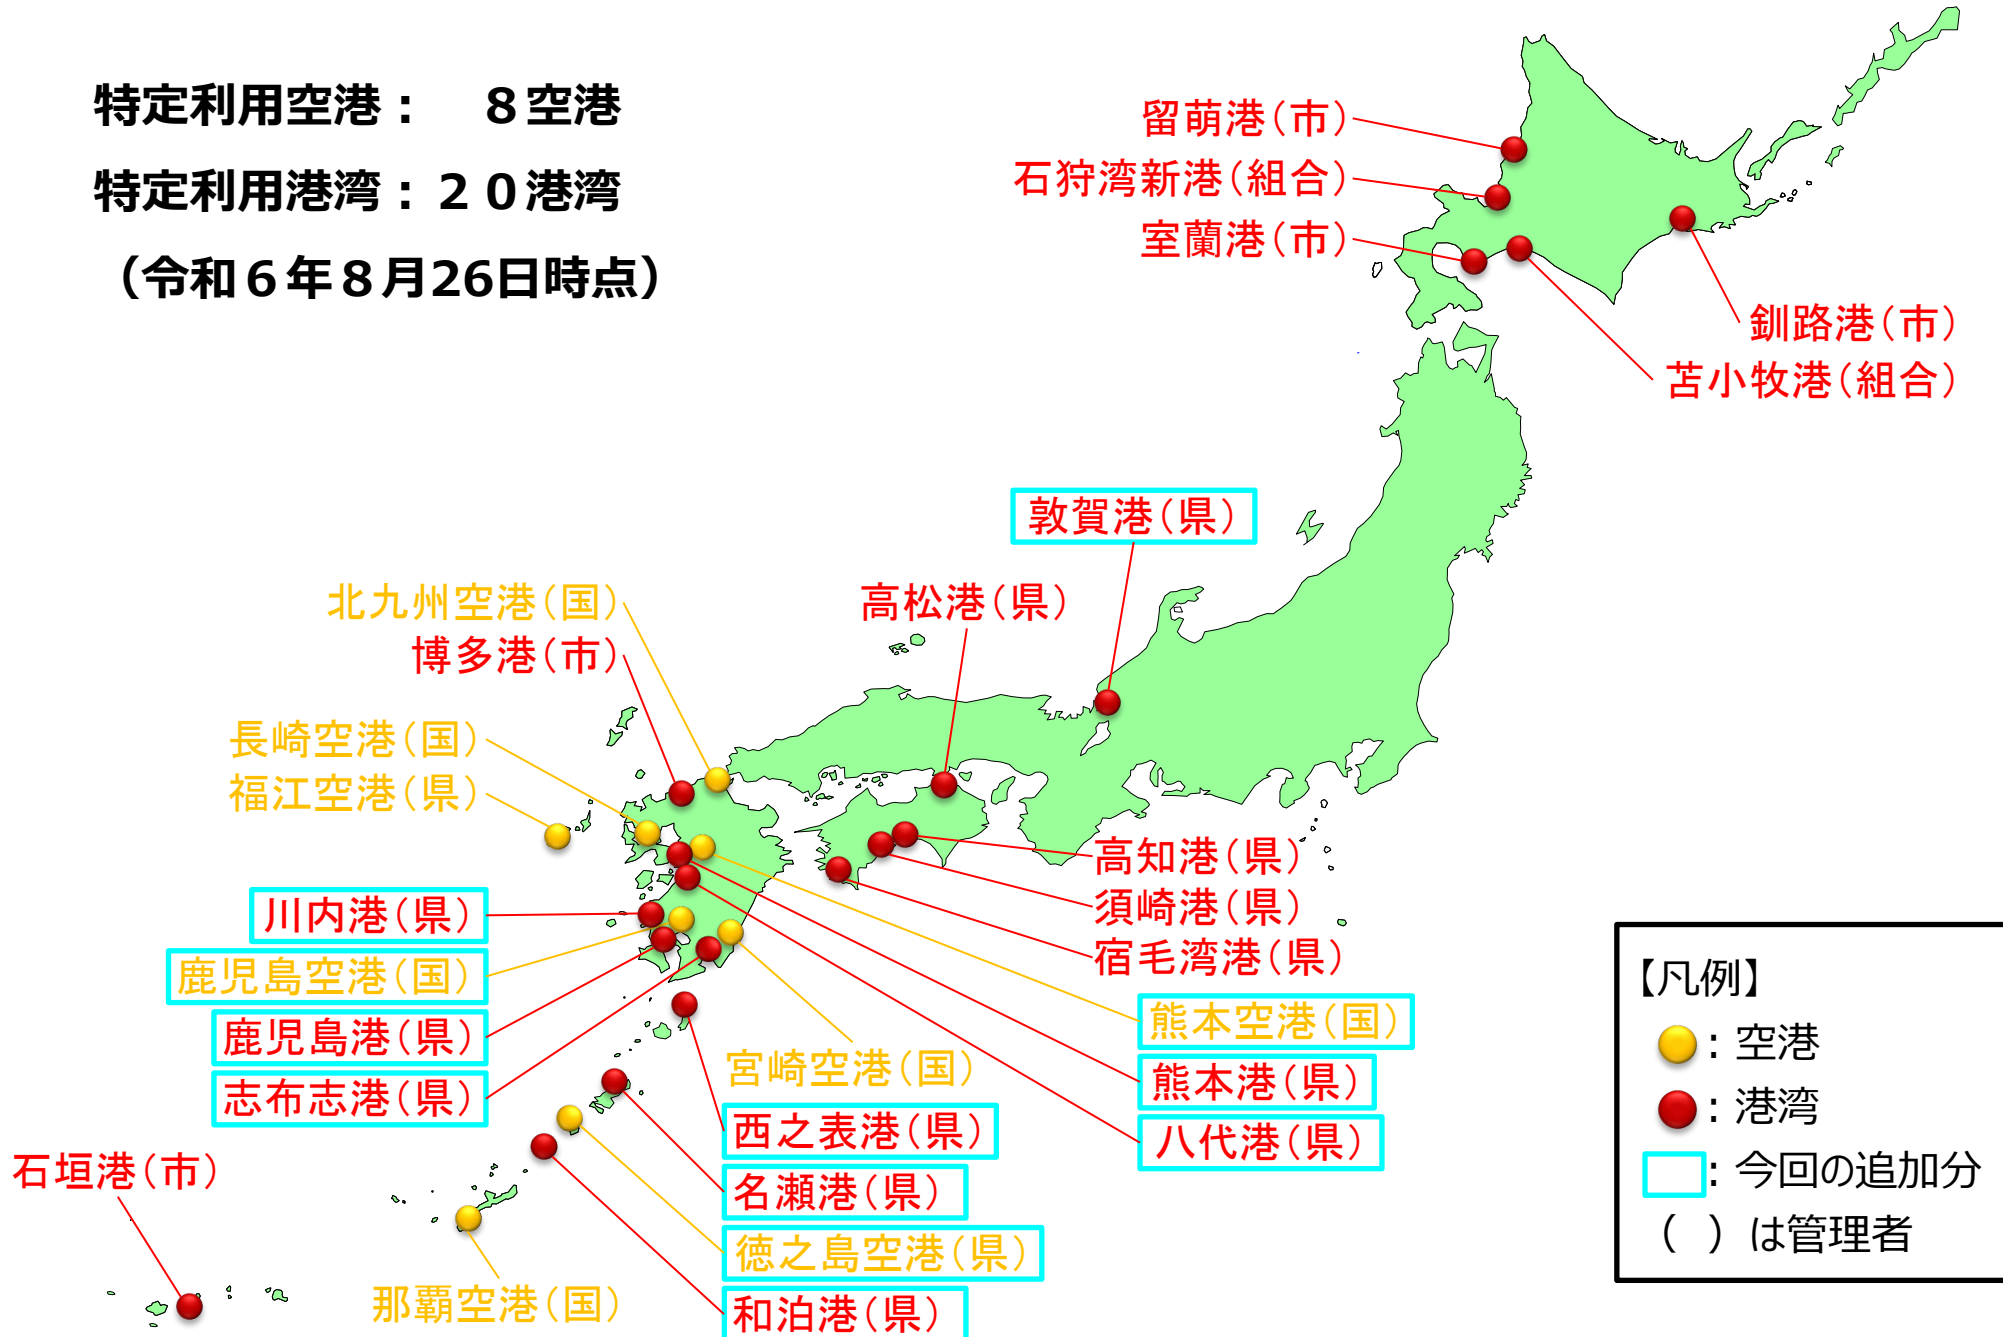 特定利用空港：　８空港
特定利用港湾：２０港湾
（令和６年８月26日時点）
留萌港（市）
石狩湾新港（組合）
室蘭港（市）
釧路港（市）
苫小牧港（組合）
敦賀港（県）
北九州空港（国）
高松港（県）
博多港（市）
長崎空港（国）
福江空港（県）
高知港（県）
須崎港（県）
宿毛湾港（県）
川内港（県）
鹿児島空港（国）
鹿児島港（県）
志布志港（県）
熊本空港（国）
熊本港（県）
八代港（県）
宮崎空港（国）
西之表港（県）
名瀬港（県）
徳之島空港（県）
和泊港（県）
石垣港（市）
那覇空港（国）
【凡例】
：空港
：港湾
：今回の追加分
（　）は管理者